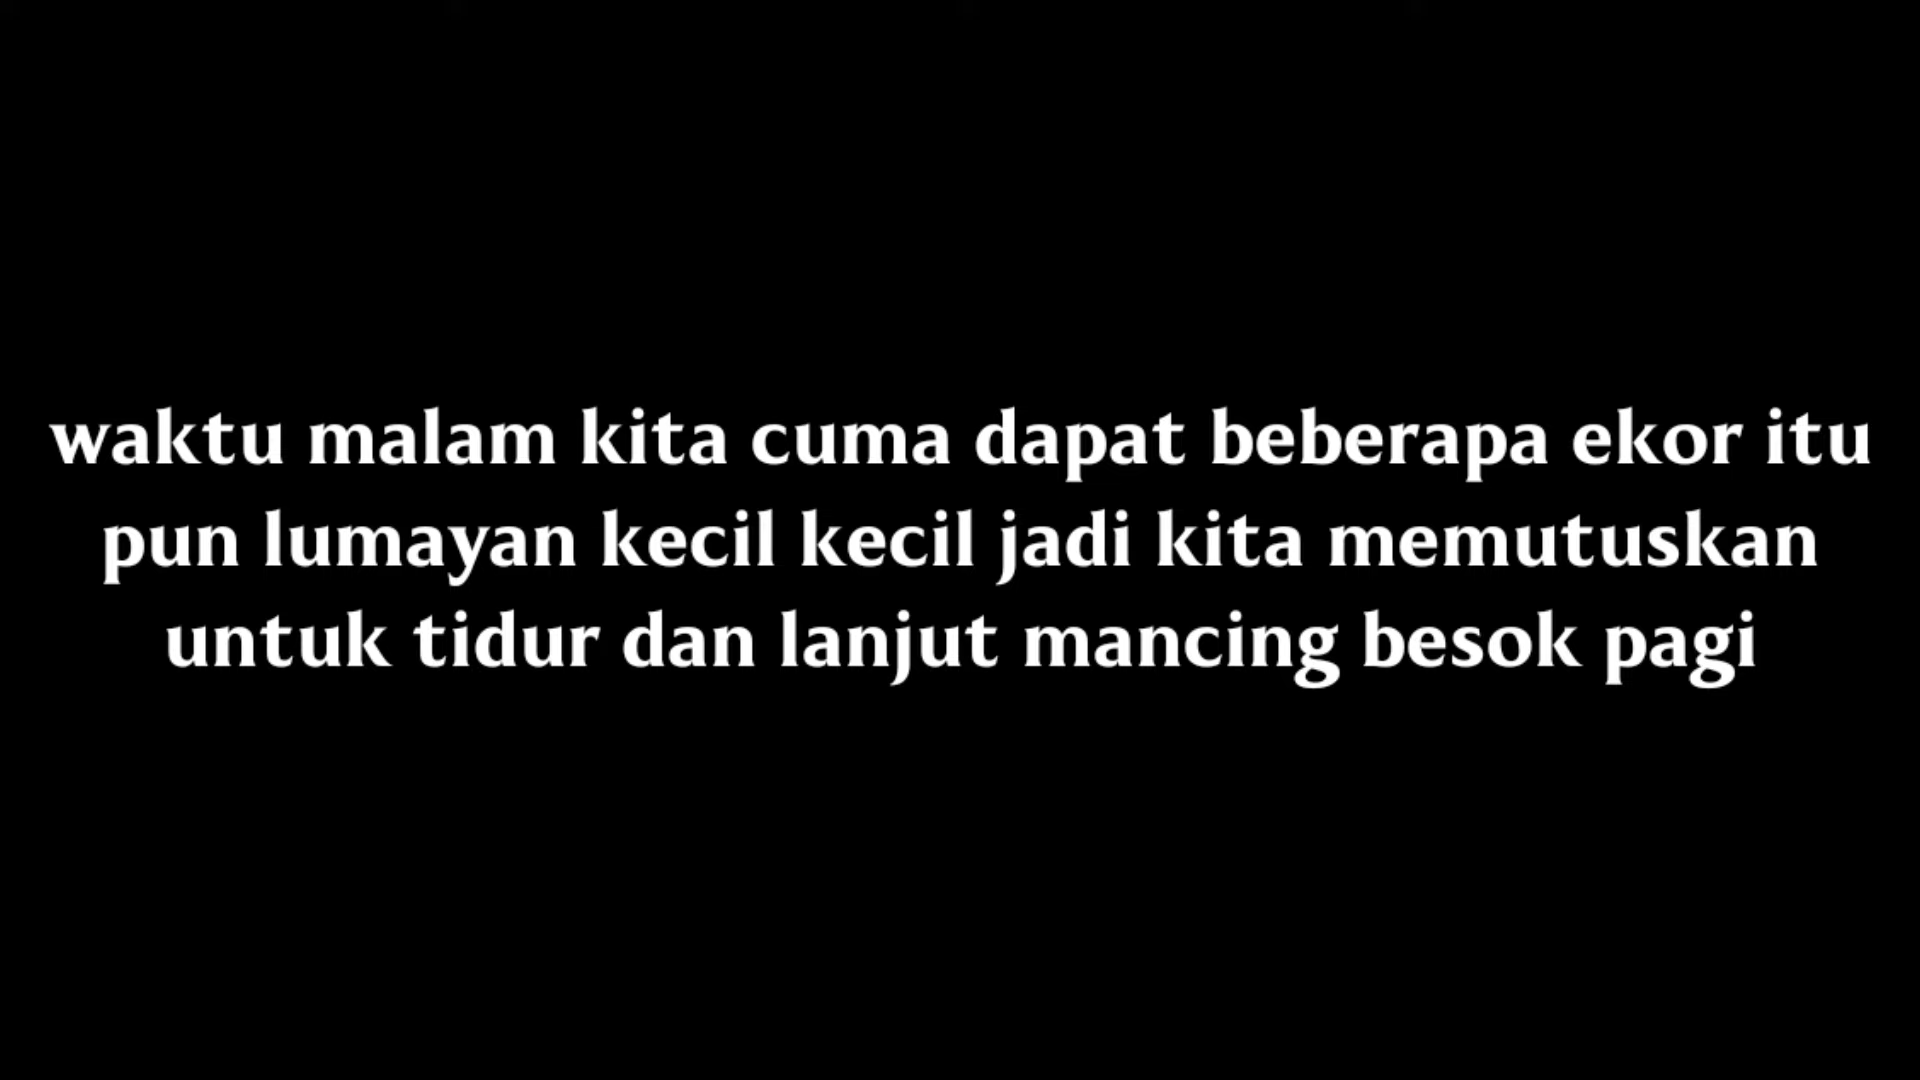 waktu malam kita cuma dapat beberapa ekor itu
pun lumayan kecil kecil jadi kita memutuskan
untuk tidur dan lanjut mancing besok pagi